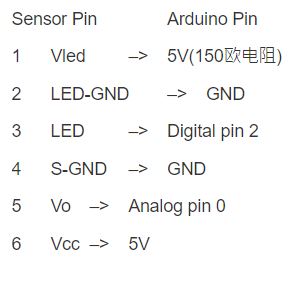 Sensor Pin Arduino Pin
1 Vled –> 5V(150欧电阻)
2 LED-GND –> GND
3 LED –> Digital pin 2
4 S-GND –> GND
5 Vo –> Analog pin 0
6 Vcc –> 5V